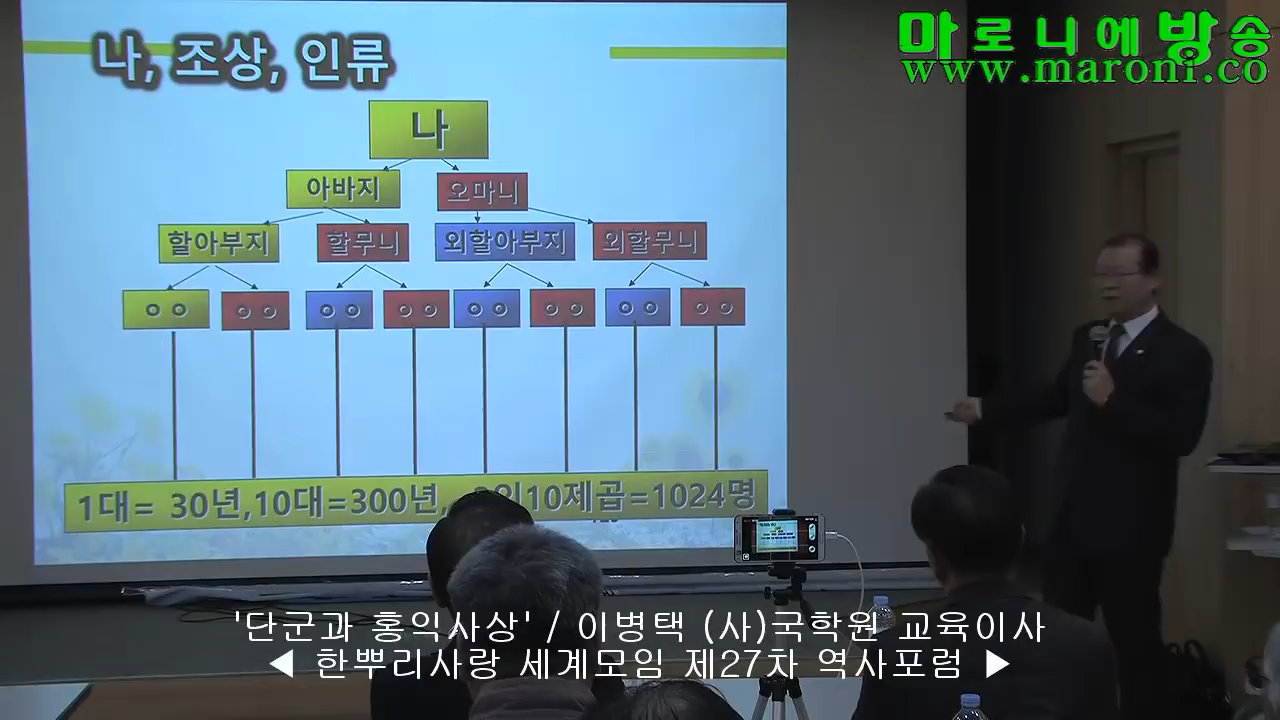 마로니에방송
www.maroni.co
나, 조상, 인류
나
아바지 오마니
할아부지 할무니 외할아부지 외할무니
ㅇㅇ ㅇㅇ ㅇㅇ ㅇㅇ ㅇㅇ ㅇㅇ ㅇㅇ ㅇㅇ
1대= 30년,10대=300년, 10제곱=1024명
'단군과 홍익사상' / 이병택 (사)국학원 교육이사
◀ 한뿌리사랑 세계모임 제27차 역사포럼 ▶